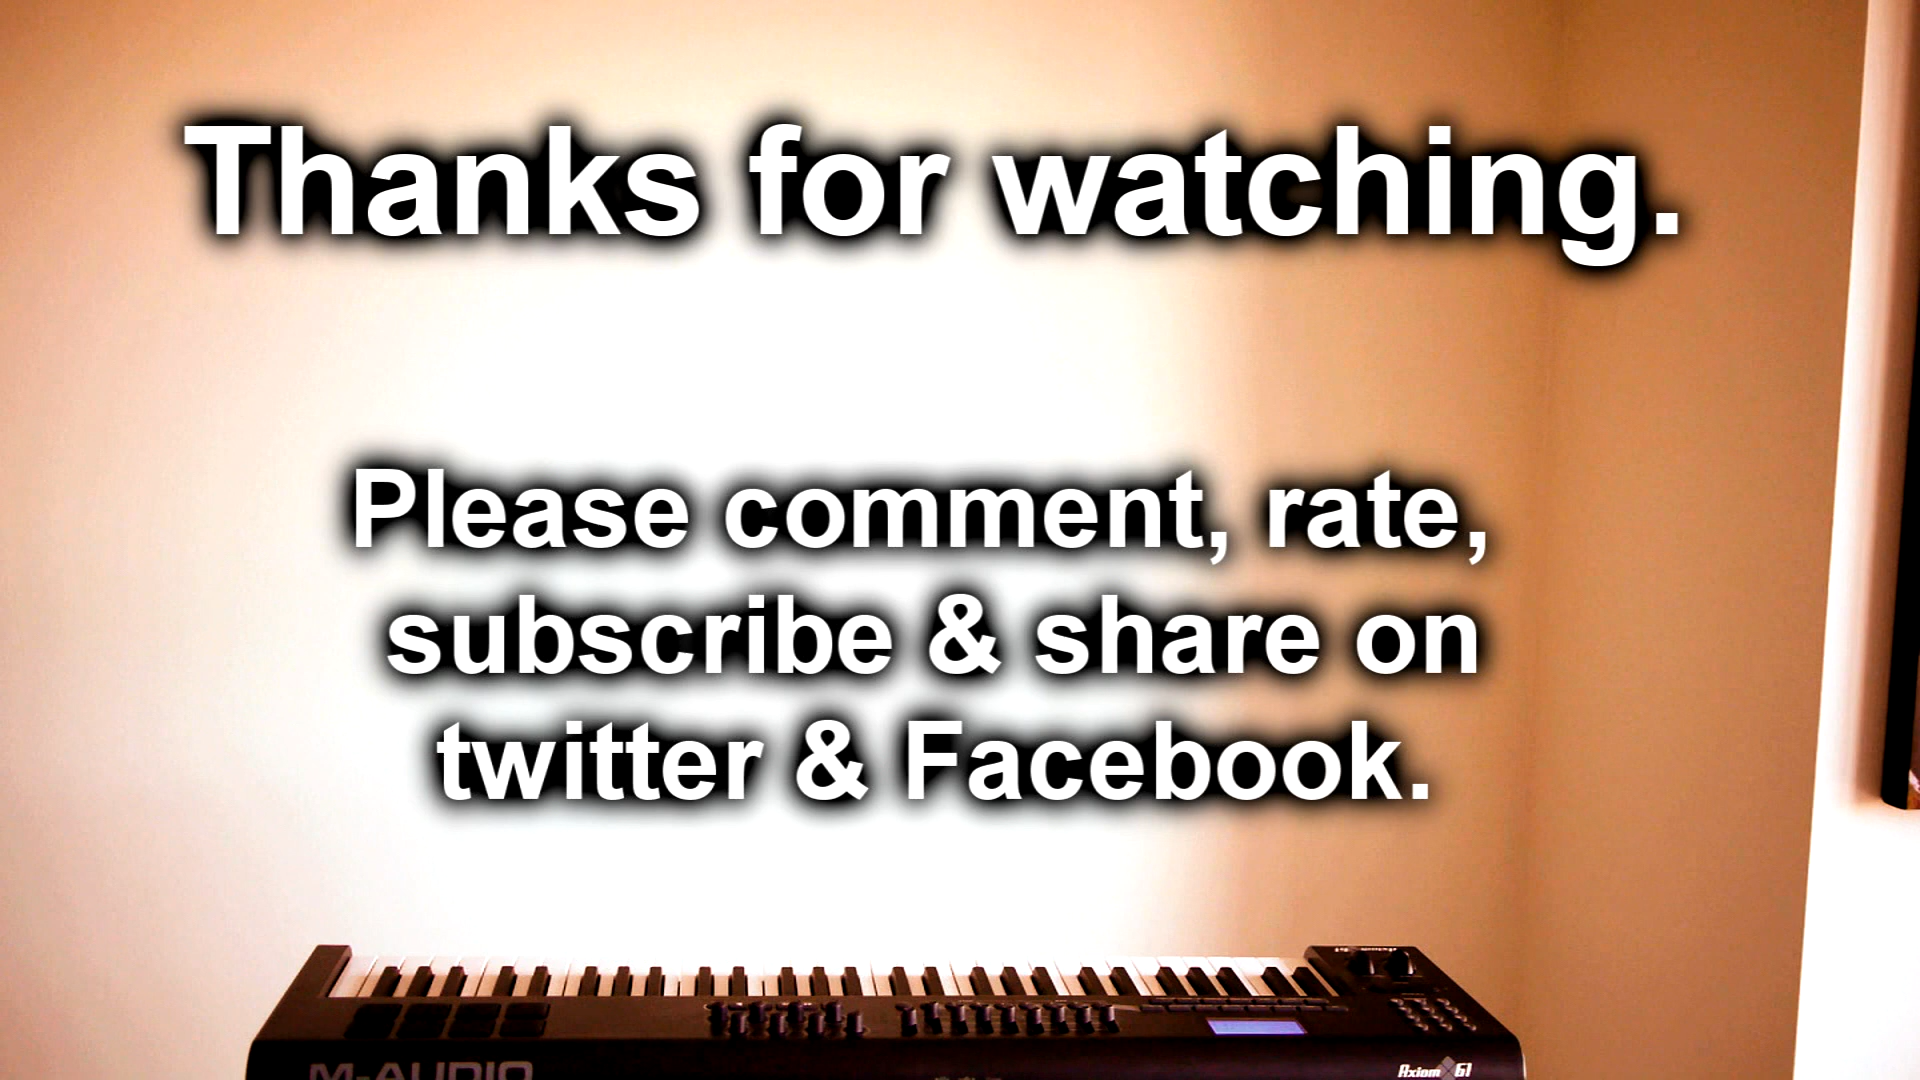 Thanks for watching.
Please comment, rate,
subscribe & share on
twitter & Facebook.
M-AUDIO
Axiom 61